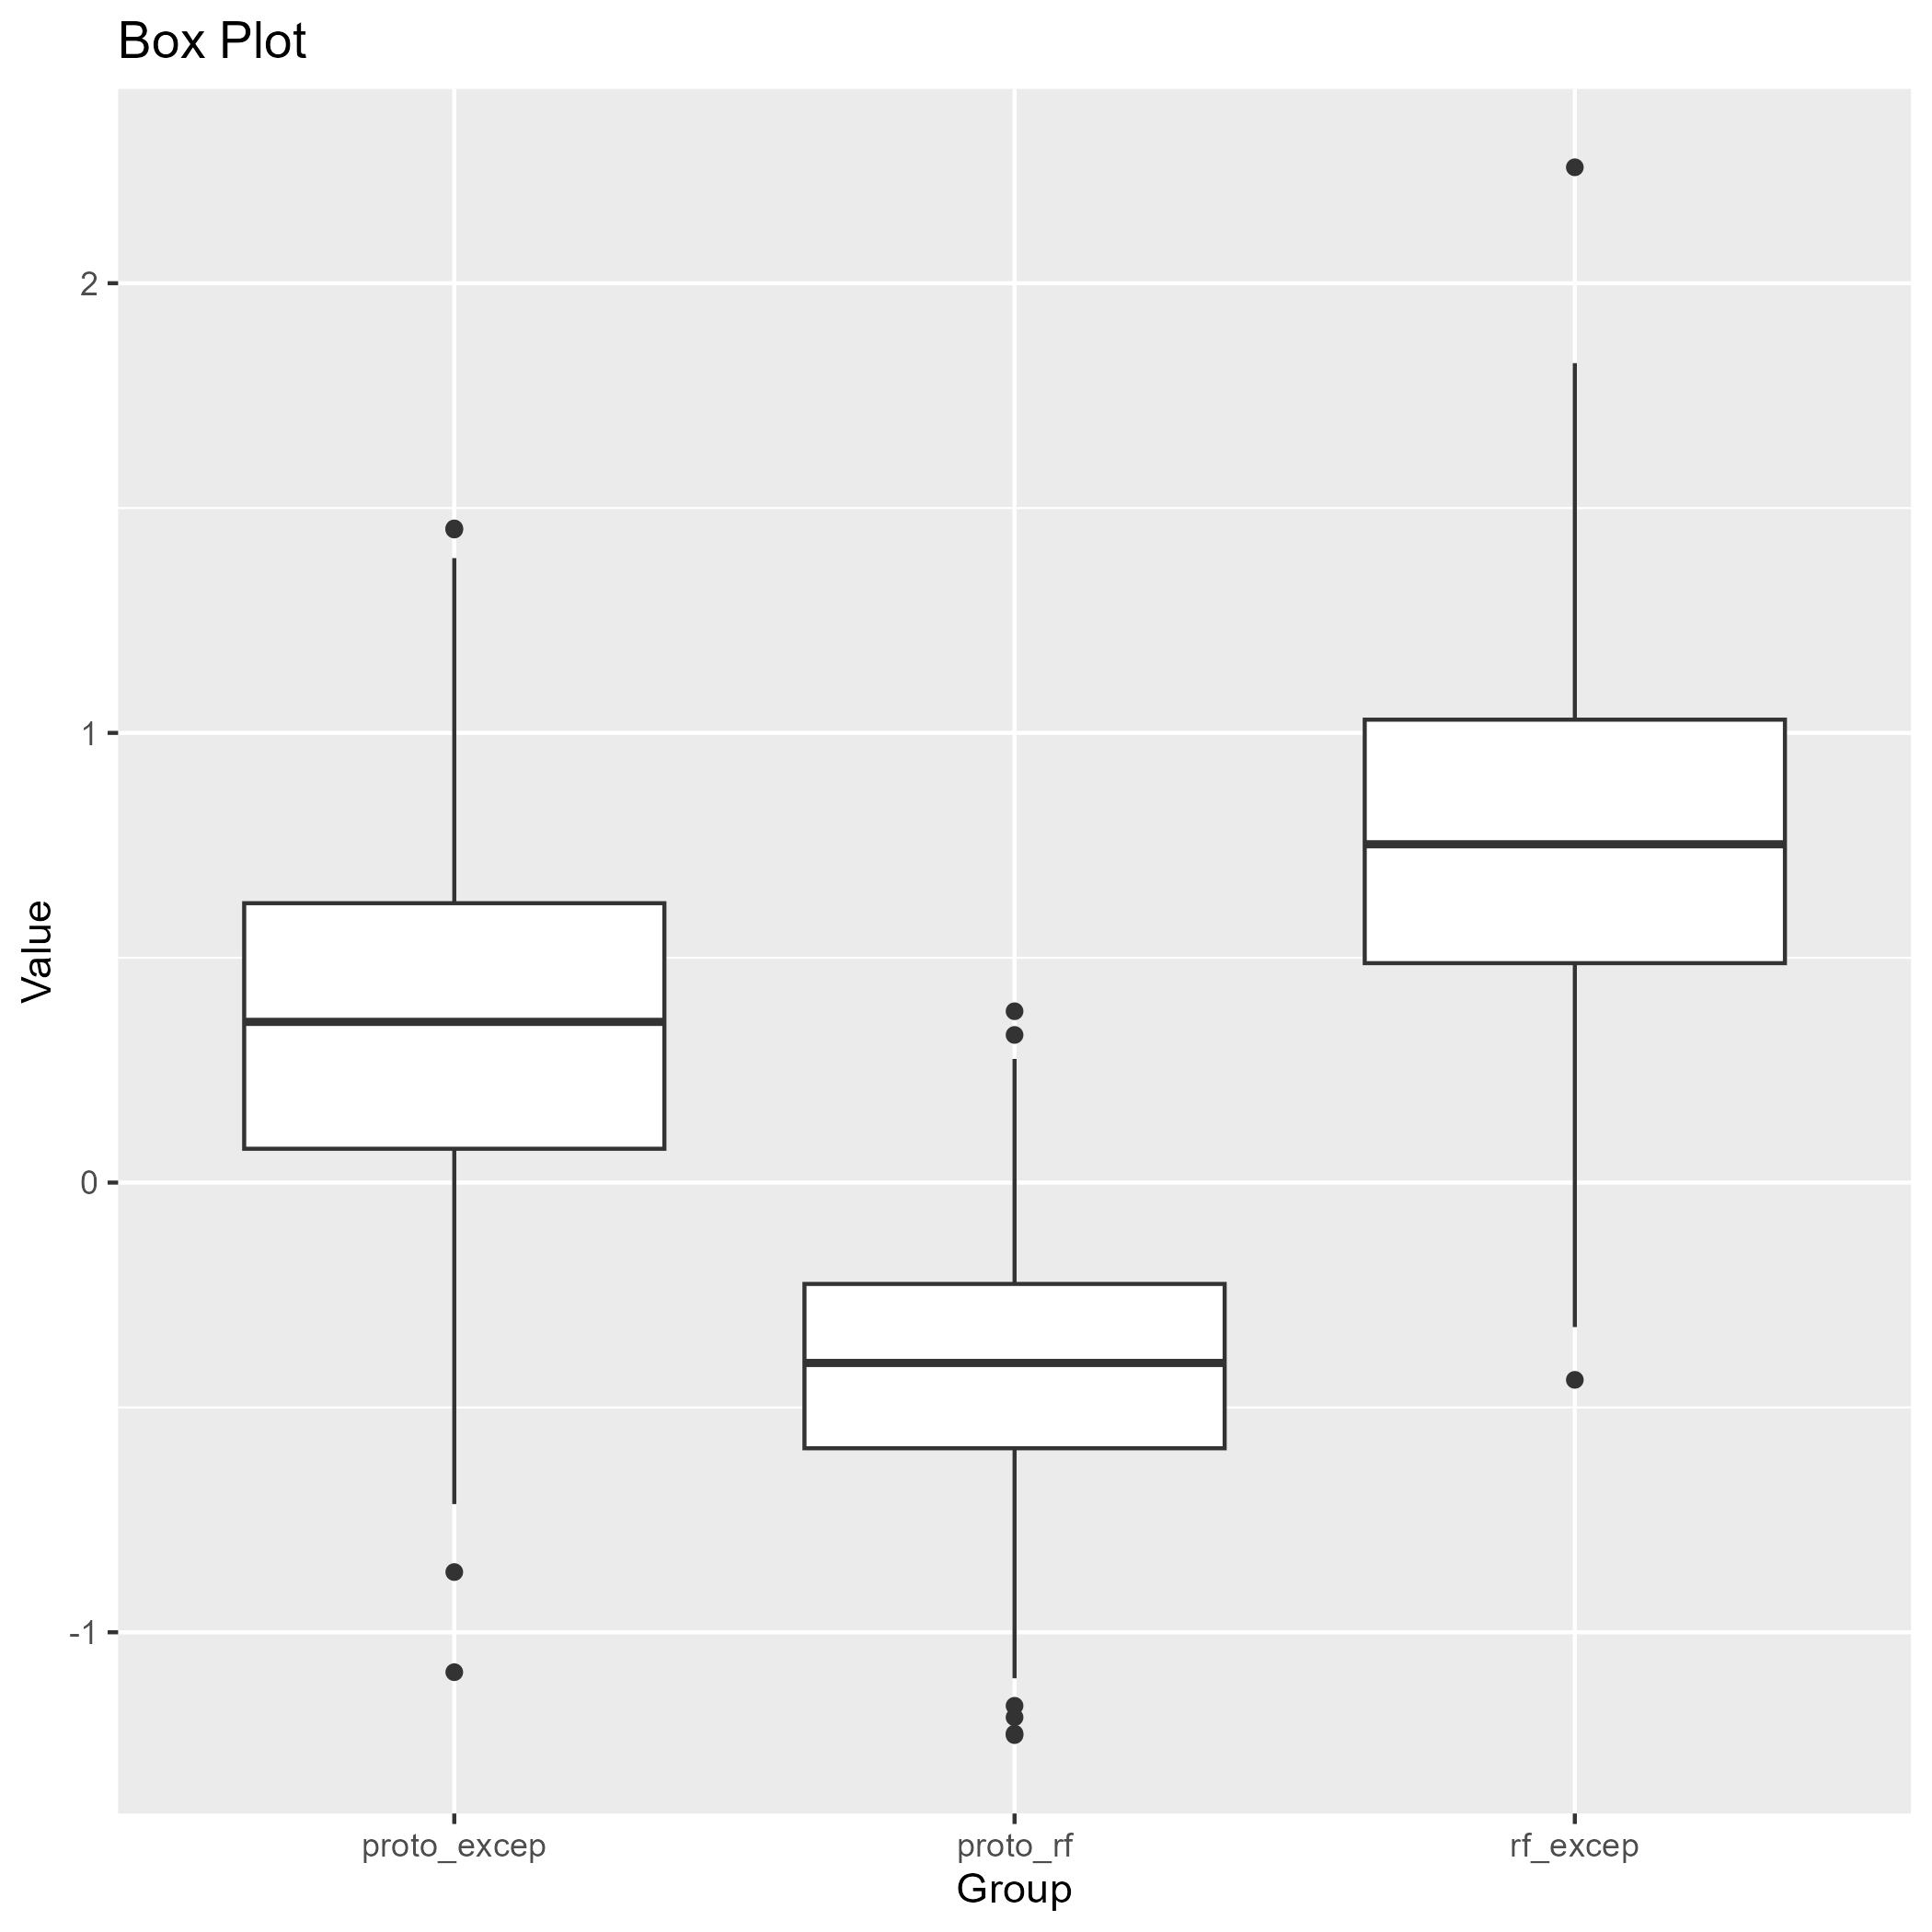 Box Plot
Value
2
1
0
-1
proto_excep
proto_rf
rf_excep
Group